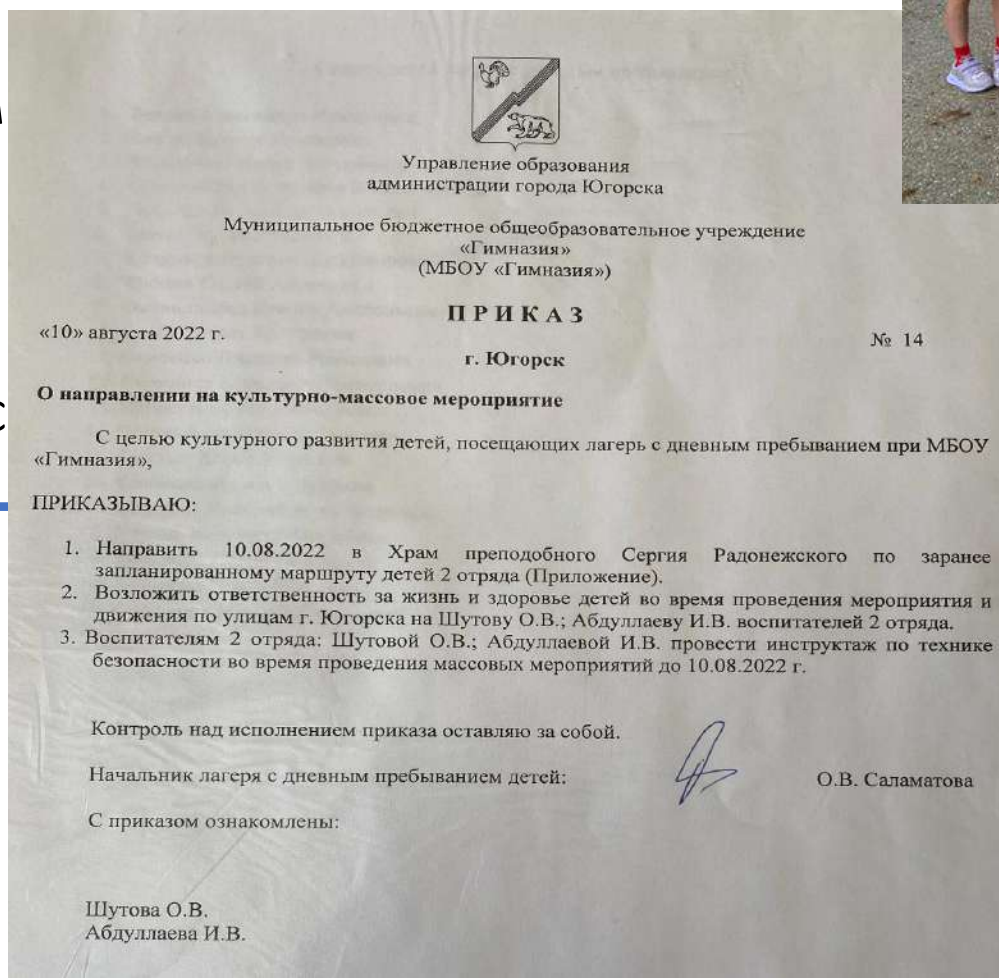 Управление образования
администрации города Югорска
Муниципальное бюджетное общеобразовательное учреждение
«Гимназия»
(МБОУ «Гимназия»)
П Р И К А З
«10» августа 2022 г.
№ 14
г. Югорск
О направлении на культурно-массовое мероприятие
С целью культурного развития детей, посещающих лагерь с дневным пребыванием при МБОУ
«Гимназия»,
ПРИКАЗЫВАЮ:
1. Направить 10.08.2022 в Храм преподобного Сергия Радонежского по заранее
запланированному маршруту детей 2 отряда (Приложение).
2. Возложить ответственность за жизнь и здоровье детей во время проведения мероприятия и
движения по улицам г. Югорска на Шутову О.В.; Абдуллаеву И.В. воспитателей 2 отряда.
3. Воспитателям 2 отряда: Шутовой О.В.; Абдуллаевой И.В. провести инструктаж по технике
безопасности во время проведения массовых мероприятий до 10.08.2022 г.
Контроль над исполнением приказа оставляю за собой.
Начальник лагеря с дневным пребыванием детей: О.В. Саламатова
С приказом ознакомлены:
Шутова О.В.
Абдуллаева И.В.